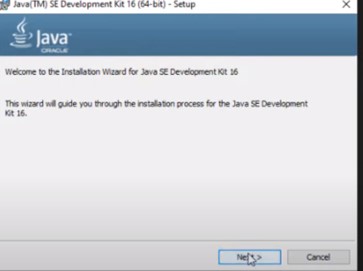 Java(TM) SE Development Kit 16 (64-bit) - Setup
Java
ORACLE
Welcome to the Installation Wizard for Java SE Development Kit 16
This wizard will guide you through the installation process for the Java SE Development
Kit 16.
Next >
Cancel